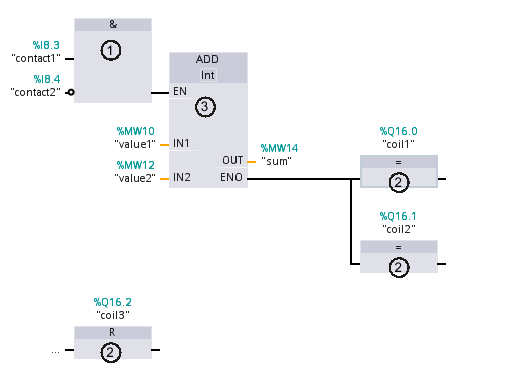 &
%I8.3
"contact1"
1
%I8.4
"contact2"
ADD
Int
EN
3
%MW10
"value1"
IN1
%MW12
"value2"
IN2
OUT
%MW14
"sum"
ENO
%Q16.0
"coil1"
=
2
%Q16.1
"coil2"
=
2
%Q16.2
"coil3"
R
...
2